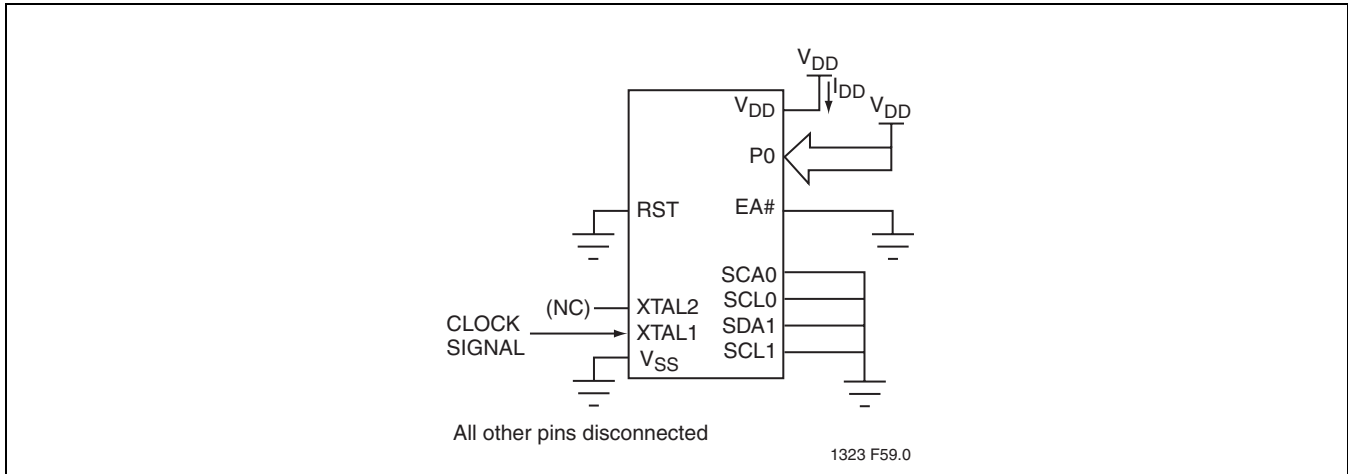 VDD
IDD
VDD
VDD
P0
RST
EA#
SCA0
(NC)
XTAL2
SCL0
CLOCK
SIGNAL
XTAL1
SDA1
VSS
SCL1
All other pins disconnected
1323 F59.0